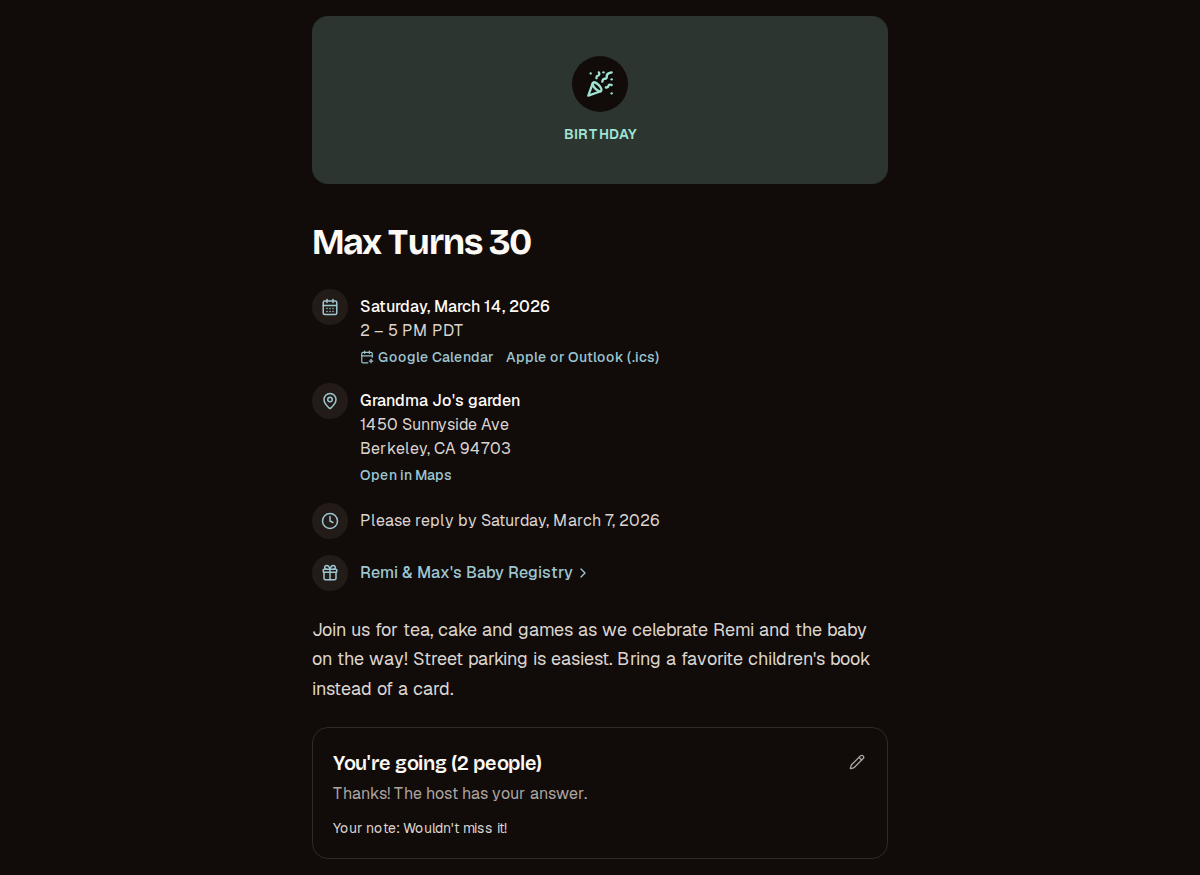 BIRTHDAY
Max Turns 30
Saturday, March 14, 2026
2 – 5 PM PDT
Google Calendar Apple or Outlook (.ics)
Grandma Jo's garden
1450 Sunnyside Ave
Berkeley, CA 94703
Open in Maps
Please reply by Saturday, March 7, 2026
Remi & Max's Baby Registry
Join us for tea, cake and games as we celebrate Remi and the baby
on the way! Street parking is easiest. Bring a favorite children's book
instead of a card.
You're going (2 people)
Thanks! The host has your answer.
Your note: Wouldn't miss it!